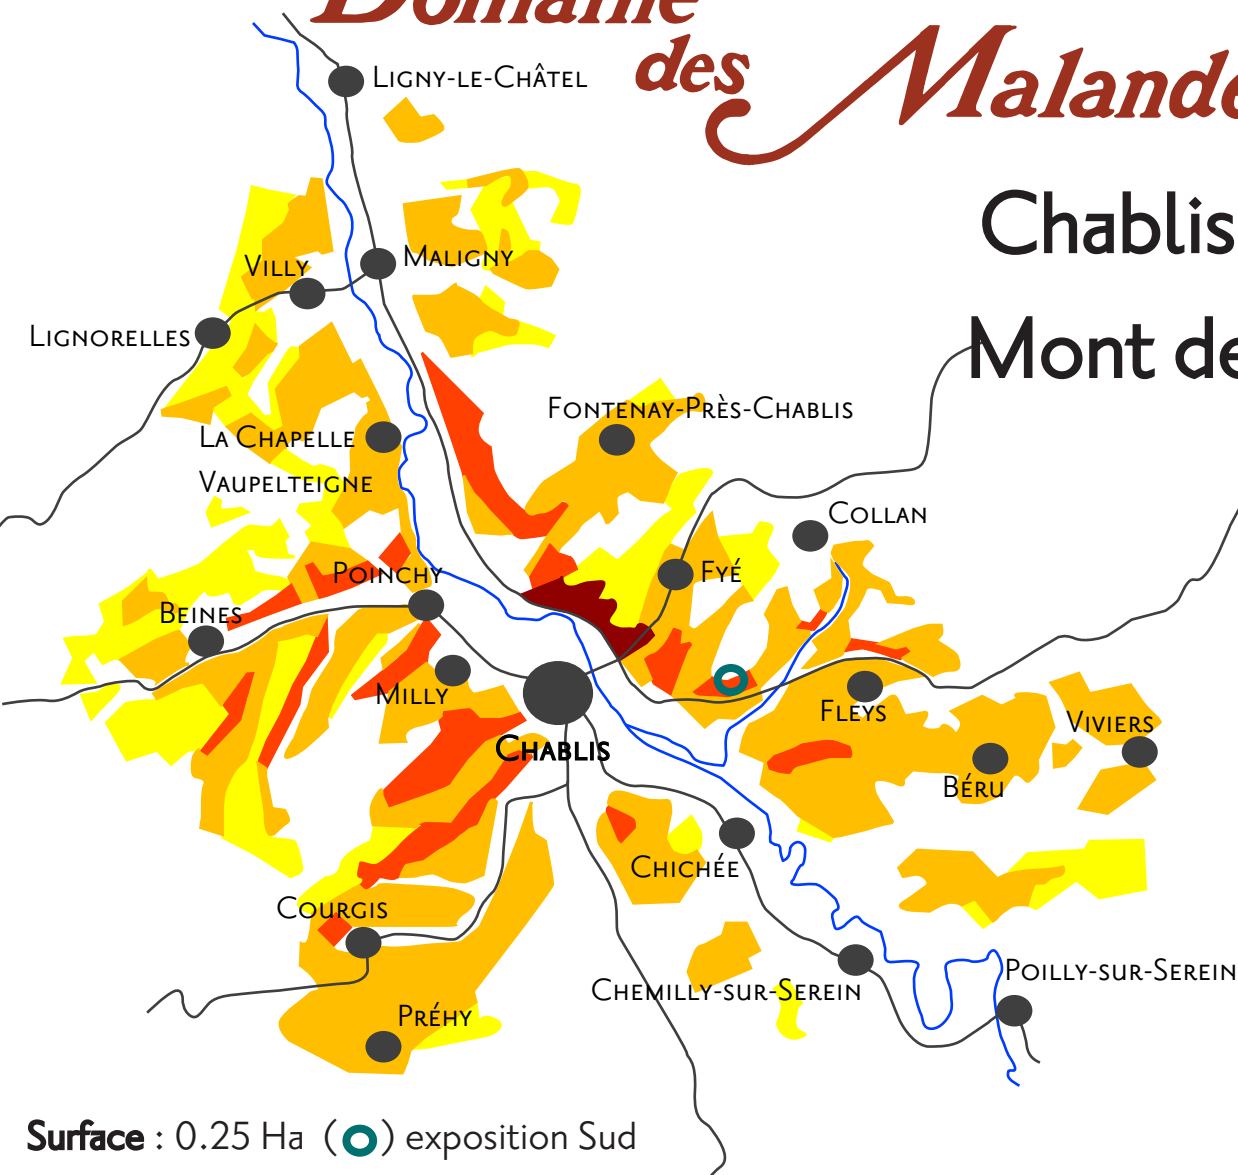 Domaine
des Malande
Chablis
Mont de
Ligny-le-Châtel
Maligny
Villy
Lignorelles
Fontenay-Près-Chablis
La Chapelle
Vaupelteigne
Collan
Fyé
Poinchy
Beines
Milly
Fleys
Viviers
Chablis
Béru
Chichée
Courgis
Chemilly-sur-Serein
Poilly-sur-Serein
Préhy
Surface : 0.25 Ha ( ) exposition Sud